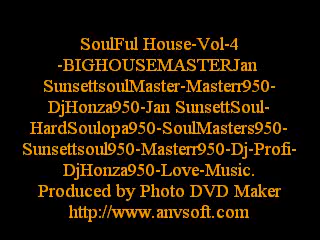 SoulFul House-Vol-4
-BIGHOUSEMASTERJan
SunsettsoulMaster-Masterr950-
DjHonza950-Jan SunsettSoul-
HardSoulopa950-SoulMasters950-
Sunsettsoul950-Masterr950-Dj-Profi-
DjHonza950-Love-Music.
Produced by Photo DVD Maker
http://www.anvsoft.com